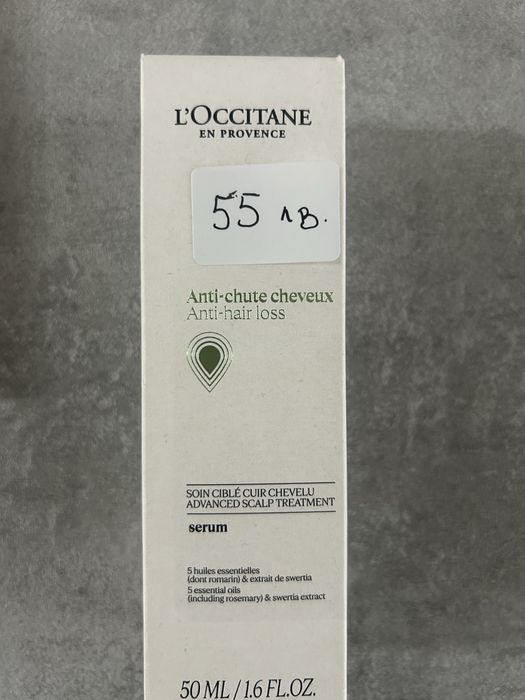 L'OCCITANE
EN PROVENCE
55 лв.
Anti-chute cheveux
Anti-hair loss
SOIN CIBLÉ CUIR CHEVELU
ADVANCED SCALP TREATMENT
serum
5 huiles essentielles
(dont romarin) & extrait de swertia
5 essential oils
(including rosemary) & swertia extract
50 ML / 1.6 FL.OZ.